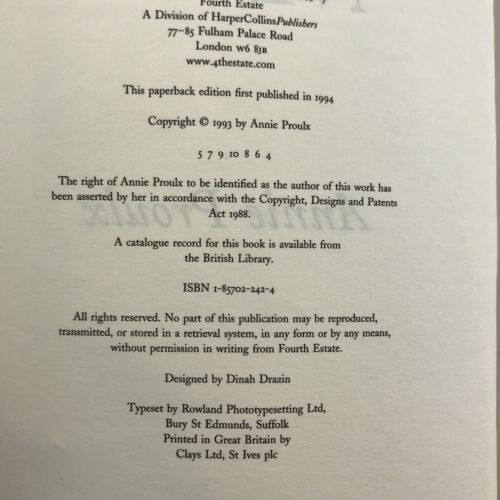 Fourth Estate
A Division of HarperCollinsPublishers
77–85 Fulham Palace Road
London w6 8JB
www.4thestate.com
This paperback edition first published in 1994
Copyright © 1993 by Annie Proulx
5 7 9 10 8 6 4
The right of Annie Proulx to be identified as the author of this work has
been asserted by her in accordance with the Copyright, Designs and Patents
Act 1988.
A catalogue record for this book is available from
the British Library.
ISBN 1-85702-242-4
All rights reserved. No part of this publication may be reproduced,
transmitted, or stored in a retrieval system, in any form or by any means,
without permission in writing from Fourth Estate.
Designed by Dinah Drazin
Typeset by Rowland Phototypesetting Ltd,
Bury St Edmunds, Suffolk
Printed in Great Britain by
Clays Ltd, St Ives plc